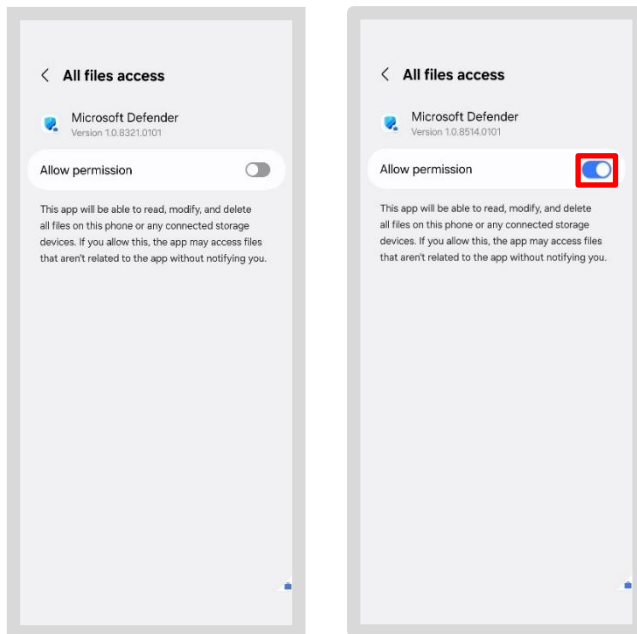 All files access
Microsoft Defender
Version 1.0.8321.0101
Allow permission
This app will be able to read, modify, and delete
all files on this phone or any connected storage
devices. If you allow this, the app may access files
that aren't related to the app without notifying you.
All files access
Microsoft Defender
Version 1.0.8514.0101
Allow permission
This app will be able to read, modify, and delete
all files on this phone or any connected storage
devices. If you allow this, the app may access files
that aren't related to the app without notifying you.